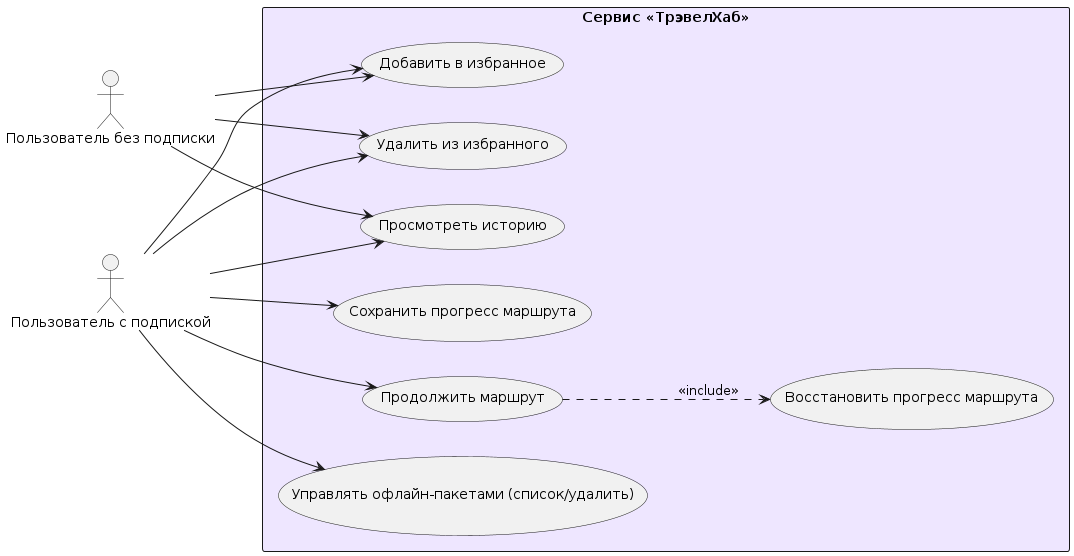 Сервис «ТрэвелХаб»
Добавить в избранное
Пользователь без подписки
Удалить из избранного
Просмотреть историю
Пользователь с подпиской
Сохранить прогресс маршрута
Продолжить маршрут
«include»
Восстановить прогресс маршрута
Управлять офлайн-пакетами (список/удалить)